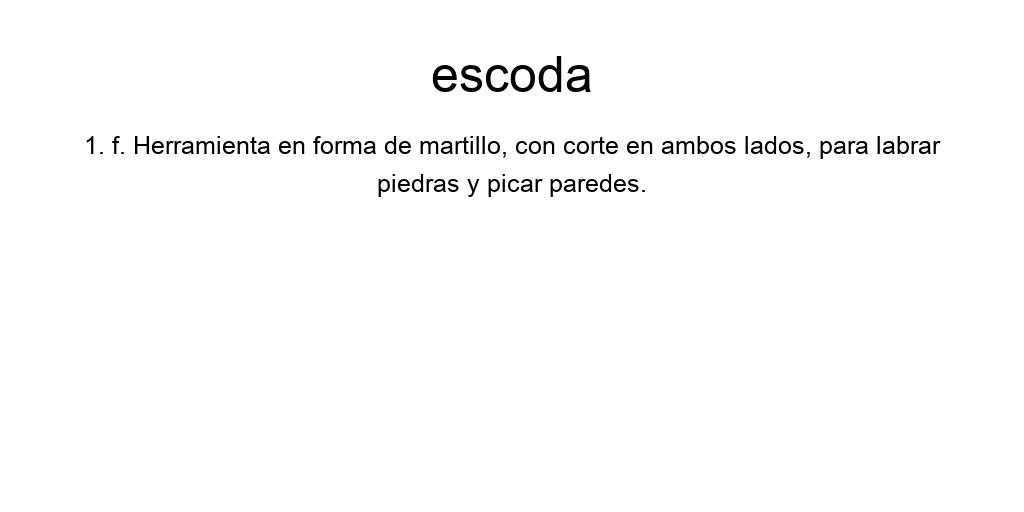 escoda
1. f. Herramienta en forma de martillo, con corte en ambos lados, para labrar
piedras y picar paredes.